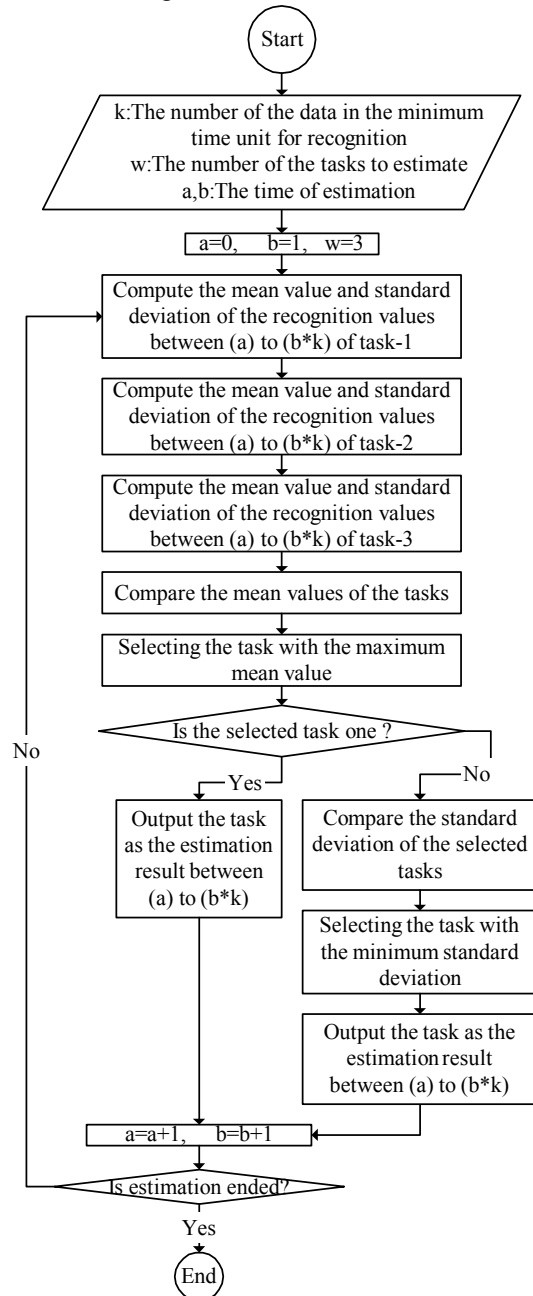 Start
k:The number of the data in the minimum
time unit for recognition
w:The number of the tasks to estimate
a,b:The time of estimation
a=0, b=1, w=3
Compute the mean value and standard
deviation of the recognition values
between (a) to (b*k) of task-1
Compute the mean value and standard
deviation of the recognition values
between (a) to (b*k) of task-2
Compute the mean value and standard
deviation of the recognition values
between (a) to (b*k) of task-3
Compare the mean values of the tasks
Selecting the task with the maximum
mean value
Is the selected task one ?
Yes
Output the task
as the estimation
result between
(a) to (b*k)
No
Compare the standard
deviation of the selected
tasks
Selecting the task with
the minimum standard
deviation
Output the task as the
estimation result
between (a) to (b*k)
a=a+1, b=b+1
Is estimation ended?
No
Yes
End